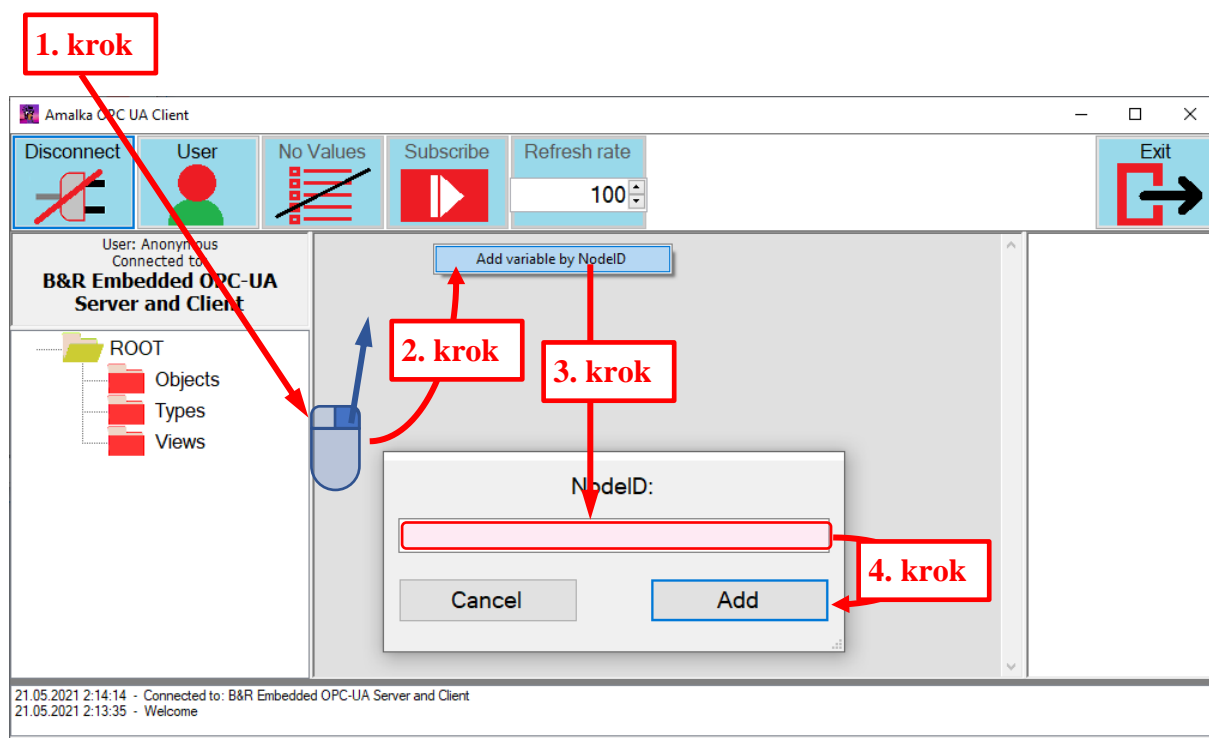 1. krok
Amalka OPC UA Client
Disconnect
User
No Values
Subscribe
Refresh rate
100
Exit
User: Anonymous
Connected to:
B&R Embedded OPC-UA
Server and Client
Add variable by NodeID
ROOT
Objects
Types
Views
2. krok
3. krok
NodeID:
4. krok
Cancel
Add
21.05.2021 2:14:14 - Connected to: B&R Embedded OPC-UA Server and Client
21.05.2021 2:13:35 - Welcome